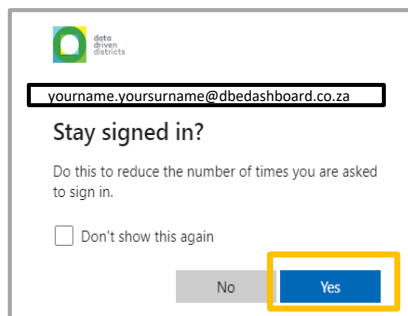 data
driven
districts
yourname.yoursurname@dbedashboard.co.za
Stay signed in?
Do this to reduce the number of times you are asked
to sign in.
Don't show this again
No
Yes